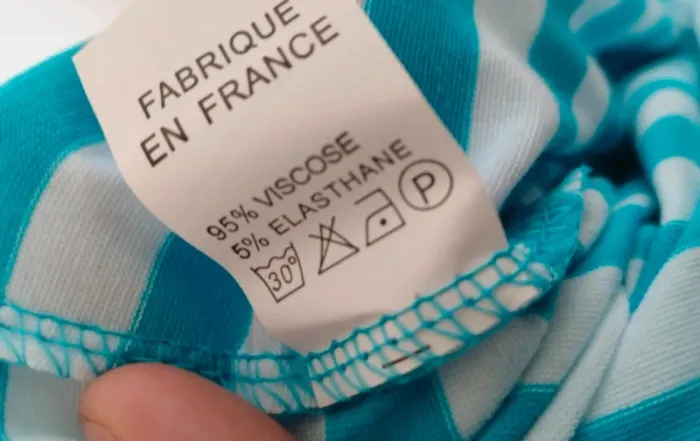 FABRIQUE
EN FRANCE
95% VISCOSE
5% ELASTHANE
30° P